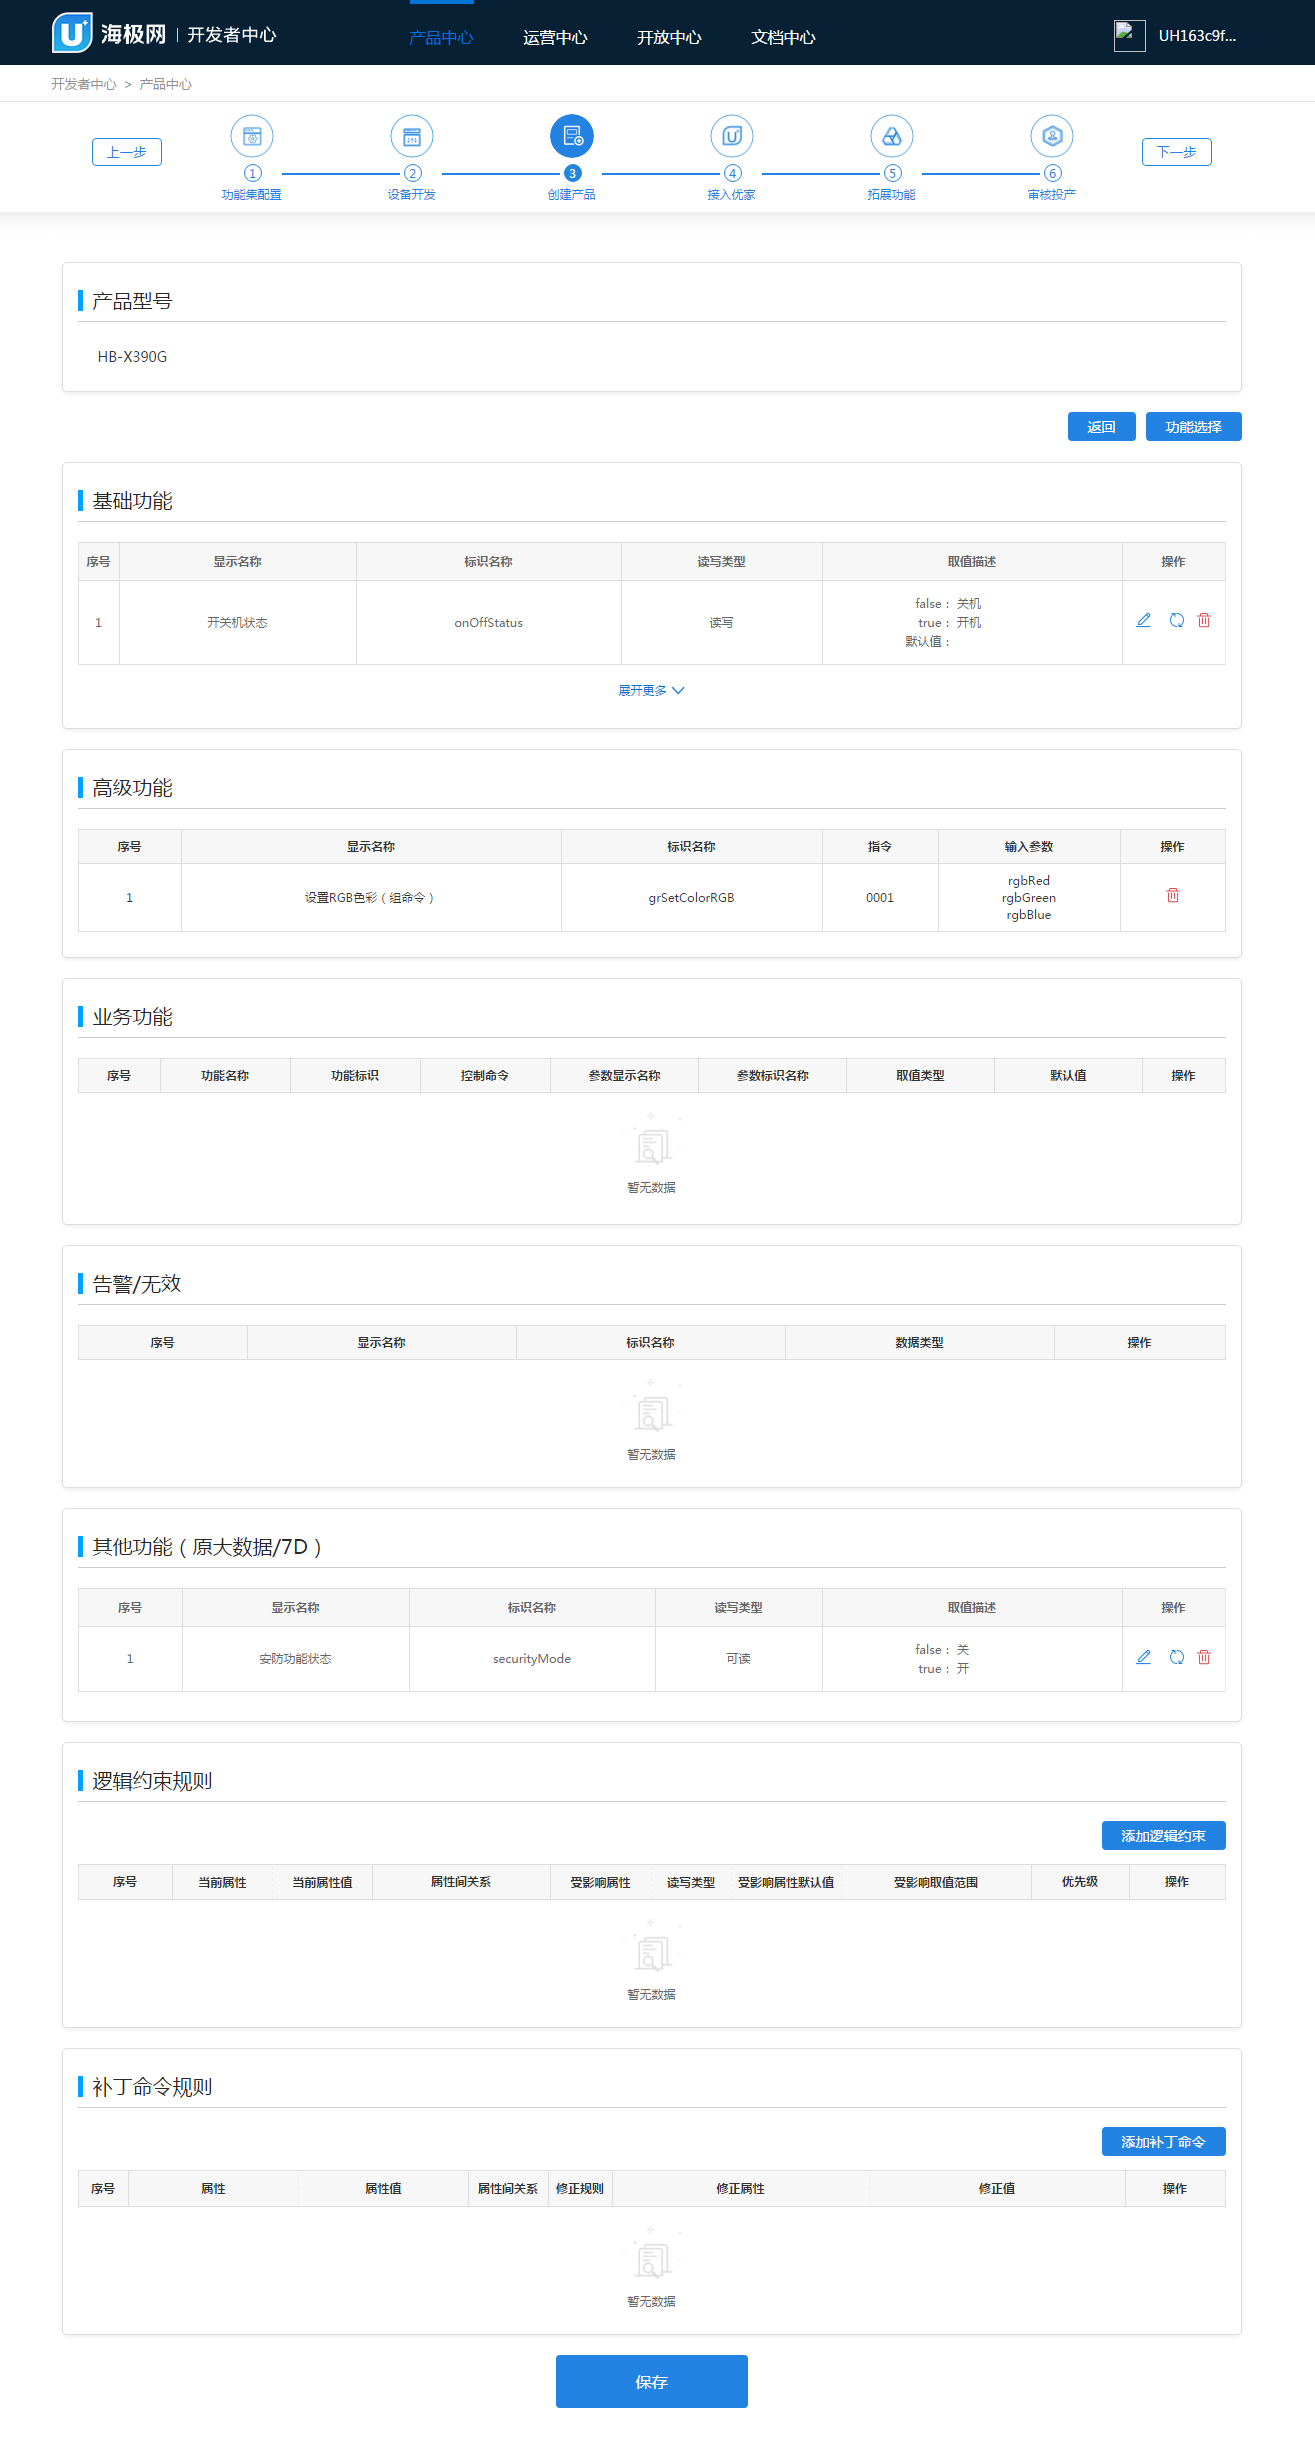 海极网 | 开发者中心 产品中心 运营中心 开放中心 文档中心 UH163c9f...
开发者中心 > 产品中心
上一步 下一步
1 2 3 4 5 6
功能集配置 设备开发 创建产品 接入优家 拓展功能 审核投产
产品型号
HB-X390G
返回 功能选择
基础功能
序号 显示名称 标识名称 读写类型 取值描述 操作
1 开关机状态 onOffStatus 读写
false： 关机
true： 开机
默认值：
展开更多
高级功能
序号 显示名称 标识名称 指令 输入参数 操作
1 设置RGB色彩（组命令） grSetColorRGB 0001
rgbRed
rgbGreen
rgbBlue
业务功能
序号 功能名称 功能标识 控制命令 参数显示名称 参数标识名称 取值类型 默认值 操作
暂无数据
告警/无效
序号 显示名称 标识名称 数据类型 操作
暂无数据
其他功能（原大数据/7D）
序号 显示名称 标识名称 读写类型 取值描述 操作
1 安防功能状态 securityMode 可读
false： 关
true： 开
逻辑约束规则
添加逻辑约束
序号 当前属性 当前属性值 属性间关系 受影响属性 读写类型 受影响属性默认值 受影响取值范围 优先级 操作
暂无数据
补丁命令规则
添加补丁命令
序号 属性 属性值 属性间关系 修正规则 修正属性 修正值 操作
暂无数据
保存